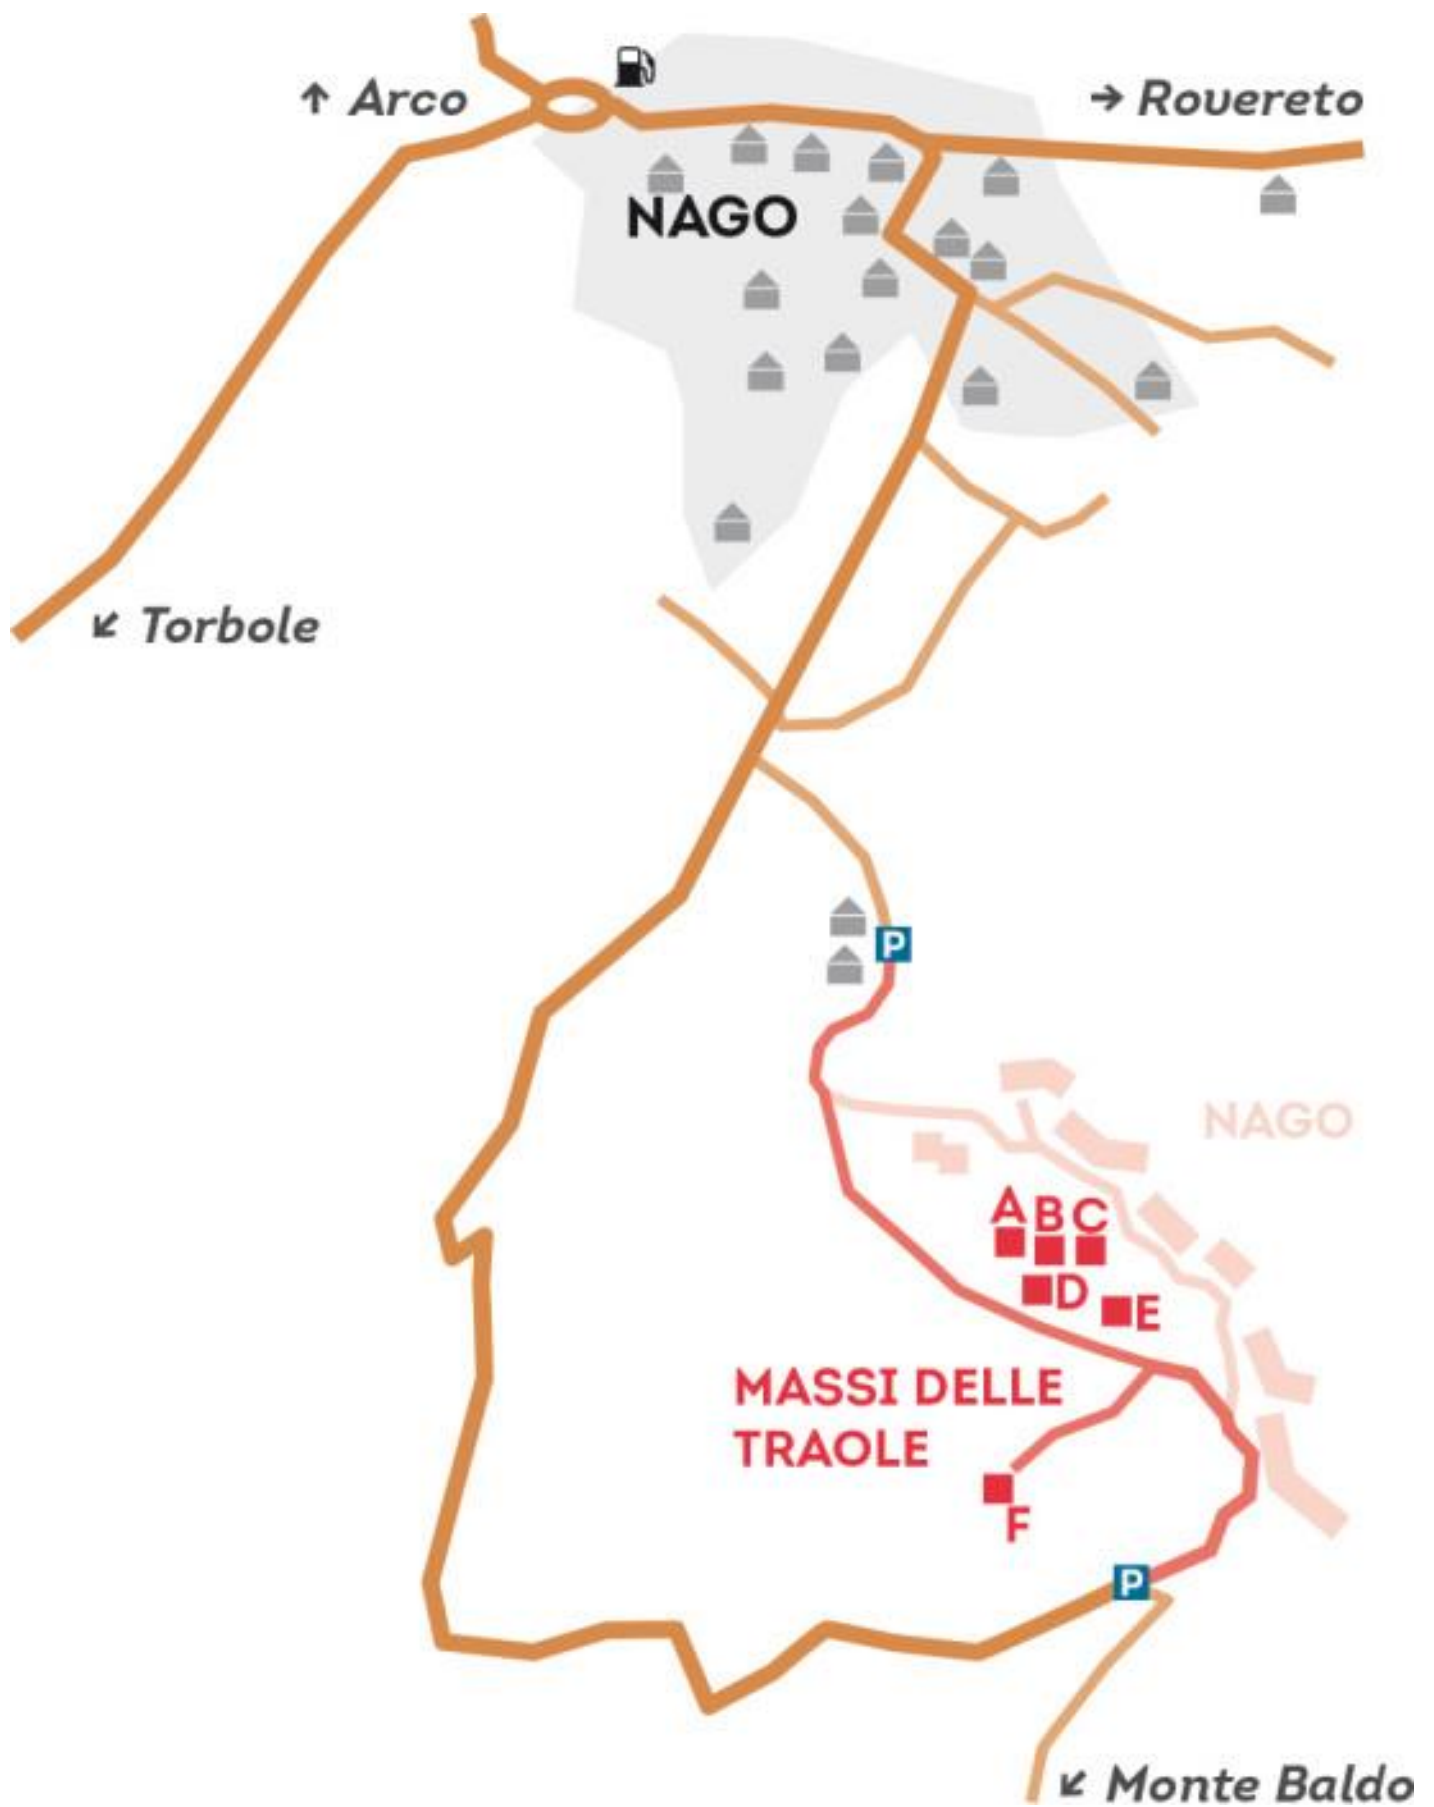 ↑ Arco
→ Rovereto
NAGO
↙ Torbole
P
NAGO
A B C
D
E
MASSI DELLE
TRAOLE
F
P
↙ Monte Baldo